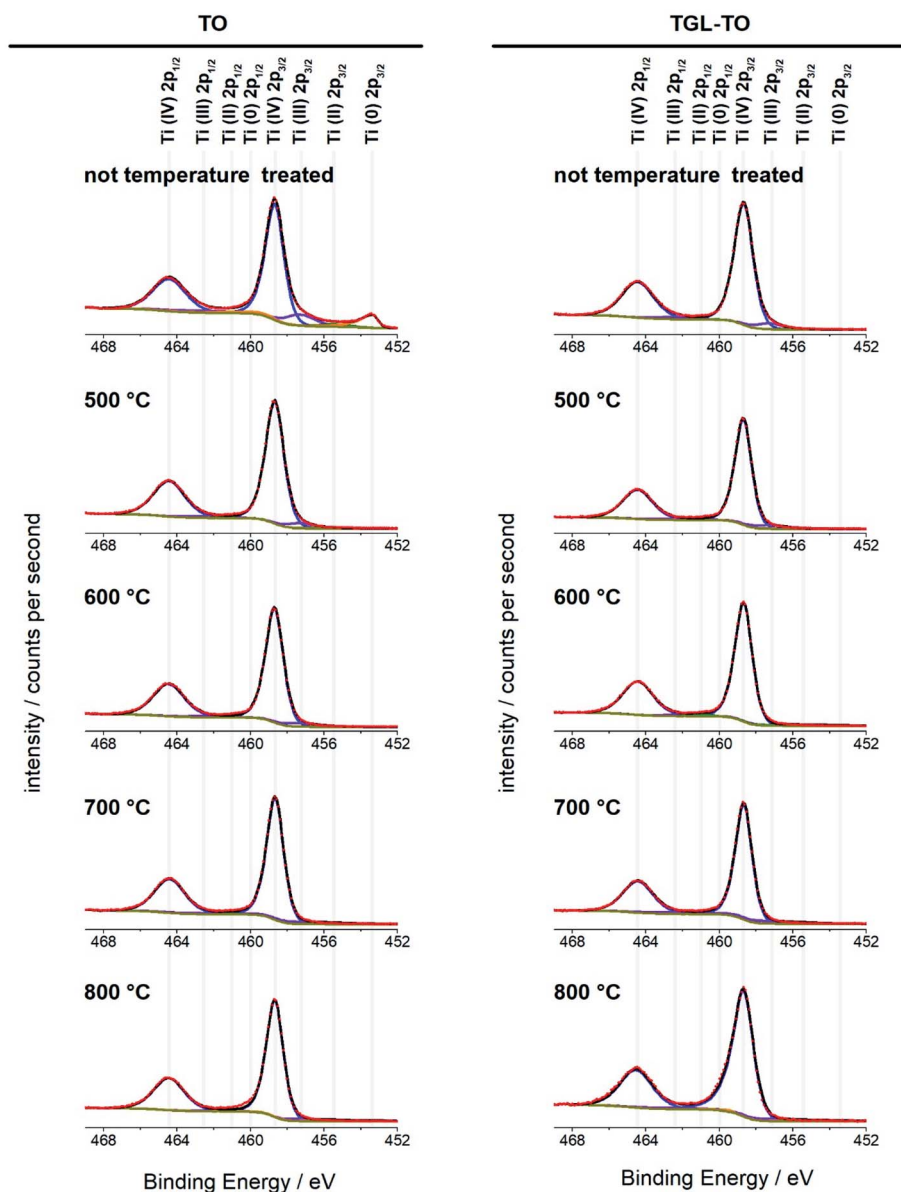 TO
Ti (IV) 2p1/2
Ti (III) 2p1/2
Ti (II) 2p1/2
Ti (0) 2p1/2
Ti (IV) 2p3/2
Ti (III) 2p3/2
Ti (II) 2p3/2
Ti (0) 2p3/2
not temperature treated
468 464 460 456 452
500 °C
468 464 460 456 452
600 °C
468 464 460 456 452
700 °C
468 464 460 456 452
800 °C
468 464 460 456 452
intensity / counts per second
Binding Energy / eV
TGL-TO
Ti (IV) 2p1/2
Ti (III) 2p1/2
Ti (II) 2p1/2
Ti (0) 2p1/2
Ti (IV) 2p3/2
Ti (III) 2p3/2
Ti (II) 2p3/2
Ti (0) 2p3/2
not temperature treated
468 464 460 456 452
500 °C
468 464 460 456 452
600 °C
468 464 460 456 452
700 °C
468 464 460 456 452
800 °C
468 464 460 456 452
intensity / counts per second
Binding Energy / eV